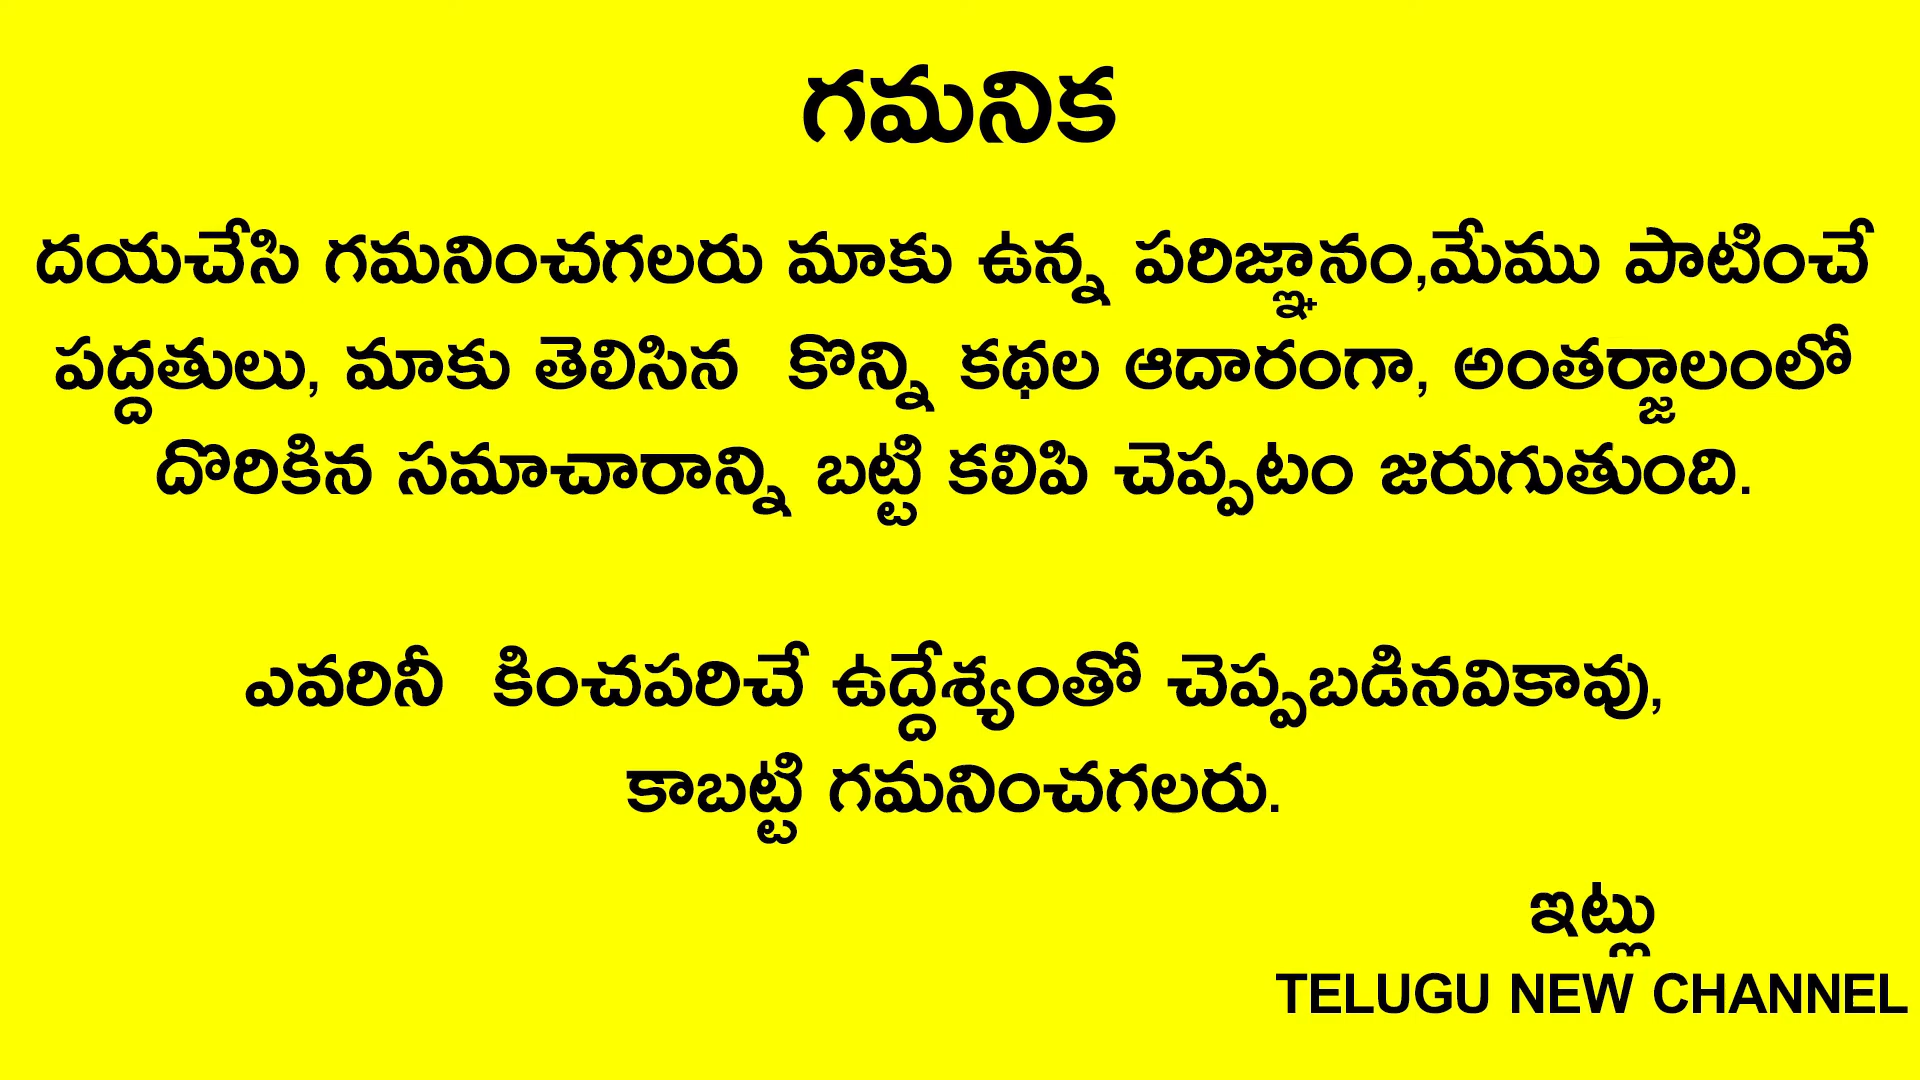 గమనిక
దయచేసి గమనించగలరు మాకు ఉన్న పరిజ్ఞానం,మేము పాటించే
పద్దతులు, మాకు తెలిసిన కొన్ని కథల ఆదారంగా, అంతర్జాలంలో
దొరికిన సమాచారాన్ని బట్టి కలిపి చెప్పటం జరుగుతుంది.
ఎవరినీ కించపరిచే ఉద్దేశ్యంతో చెప్పబడినవికావు,
కాబట్టి గమనించగలరు.
ఇట్లు
TELUGU NEW CHANNEL